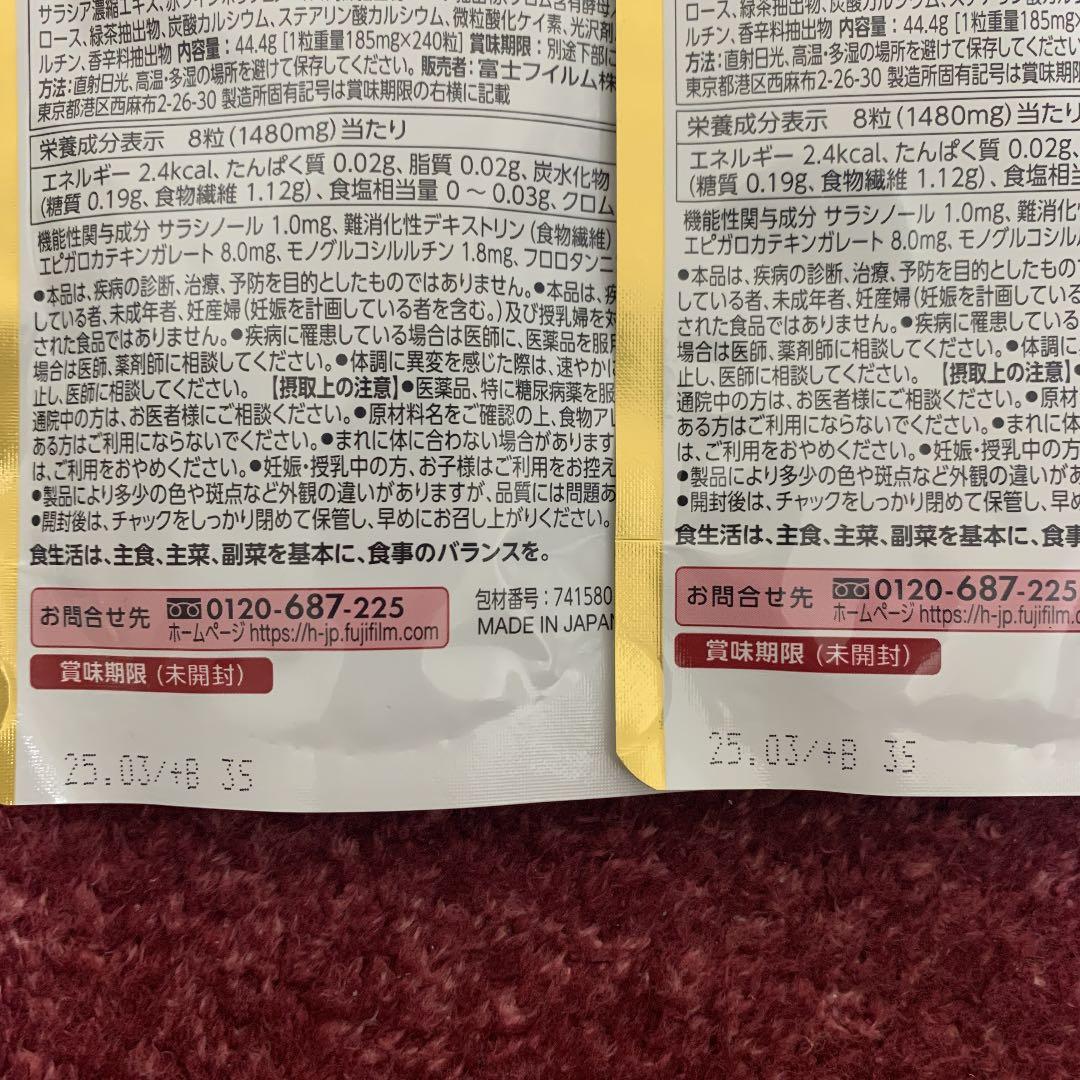 サラシア濃縮エキス、
ロース、緑茶抽出物、炭酸カルシウム、ステアリン酸カルシウム、微粒酸化ケイ素、光沢剤
ルチン、香辛料抽出物 内容量：44.4g [1粒重量185mg×240粒] 賞味期限：別途下部に
方法：直射日光、高温・多湿の場所を避けて保存してください。 販売者：富士フイルム株
東京都港区西麻布2-26-30 製造所固有記号は賞味期限の右横に記載
栄養成分表示 8粒(1480mg)当たり
エネルギー 2.4kcal、たんぱく質 0.02g、脂質 0.02g、炭水化物
(糖質 0.19g、食物繊維 1.12g)、食塩相当量 0 ～ 0.03g、クロム
機能性関与成分 サラシノール 1.0mg、難消化性デキストリン(食物繊維)
エピガロカテキンガレート 8.0mg、モノグルコシルルチン 1.8mg、フロロタンニ
●本品は、疾病の診断、治療、予防を目的としたものではありません。●本品は、疾
している者、未成年者、妊産婦(妊娠を計画している者を含む。)及び授乳婦を対
された食品ではありません。●疾病に罹患している場合は医師に、医薬品を服用
場合は医師、薬剤師に相談してください。●体調に異変を感じた際は、速やかに
止し、医師に相談してください。 【摂取上の注意】●医薬品、特に糖尿病薬を服
通院中の方は、お医者様にご相談ください。●原材料名をご確認の上、食物アレ
ある方はご利用にならないでください。●まれに体に合わない場合があります
は、ご利用をおやめください。●妊娠・授乳中の方、お子様はご利用をお控え
●製品により多少の色や斑点など外観の違いがありますが、品質には問題あ
●開封後は、チャックをしっかり閉めて保管し、早めにお召し上がりください。
食生活は、主食、主菜、副菜を基本に、食事のバランスを。
お問合せ先 0120-687-225
ホームページ https://h-jp.fujifilm.com
包材番号：741580
MADE IN JAPAN
賞味期限 (未開封)
25.03/+B 35
ロース、緑茶抽出物、炭酸カルシウム、ステアリン酸カルシウム
ルチン、香辛料抽出物 内容量：44.4g [1粒重量185mg×
方法：直射日光、高温・多湿の場所を避けて保存してください
東京都港区西麻布2-26-30 製造所固有記号は賞味期限
栄養成分表示 8粒(1480mg)当たり
エネルギー 2.4kcal、たんぱく質 0.02g、
(糖質 0.19g、食物繊維 1.12g)、食塩相当
機能性関与成分 サラシノール 1.0mg、難消化
エピガロカテキンガレート 8.0mg、モノグルコシル
●本品は、疾病の診断、治療、予防を目的としたもので
している者、未成年者、妊産婦(妊娠を計画している
された食品ではありません。●疾病に罹患している
場合は医師、薬剤師に相談してください。●体調に
止し、医師に相談してください。 【摂取上の注意】●
通院中の方は、お医者様にご相談ください。●原材
ある方はご利用にならないでください。●まれに体
は、ご利用をおやめください。●妊娠・授乳中の方
●製品により多少の色や斑点など外観の違いがあ
●開封後は、チャックをしっかり閉めて保管し、早め
食生活は、主食、主菜、副菜を基本に、食事
お問合せ先 0120-687-225
ホームページ https://h-jp.fujifilm.c
賞味期限 (未開封)
25.03/+B 35